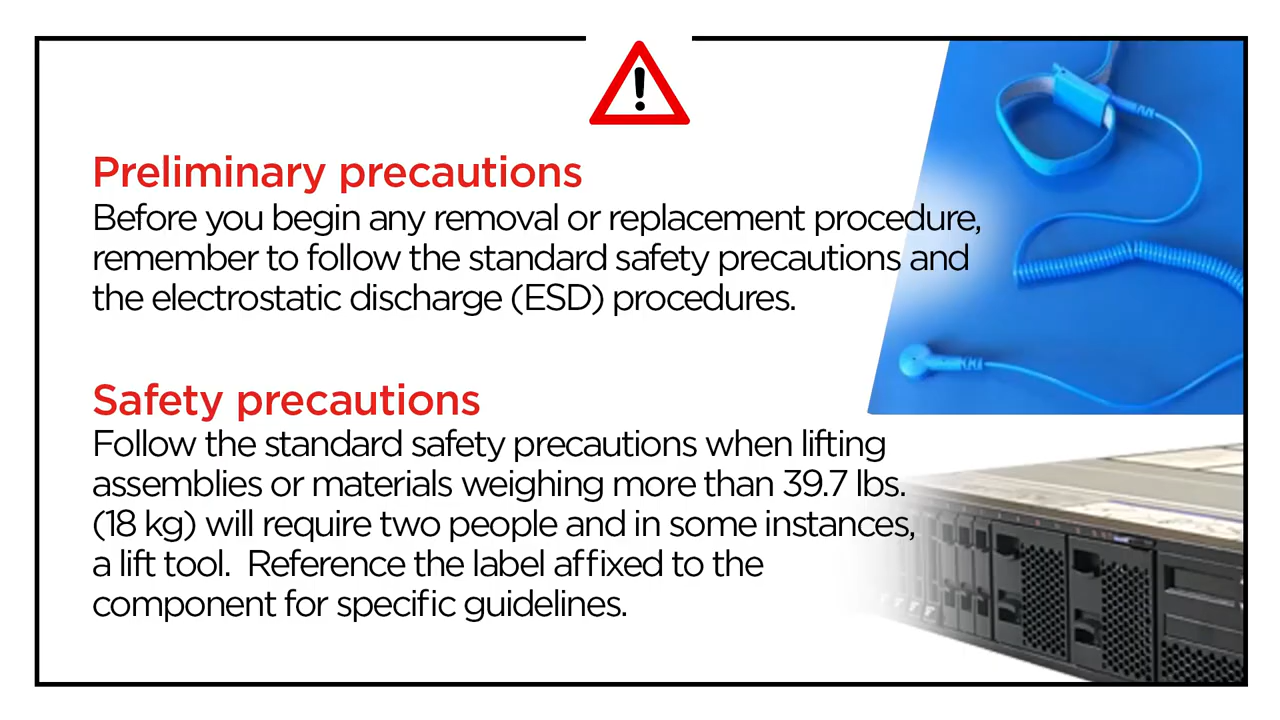 Preliminary precautions
Before you begin any removal or replacement procedure,
remember to follow the standard safety precautions and
the electrostatic discharge (ESD) procedures.
Safety precautions
Follow the standard safety precautions when lifting
assemblies or materials weighing more than 39.7 lbs.
(18 kg) will require two people and in some instances,
a lift tool.  Reference the label affixed to the
component for specific guidelines.